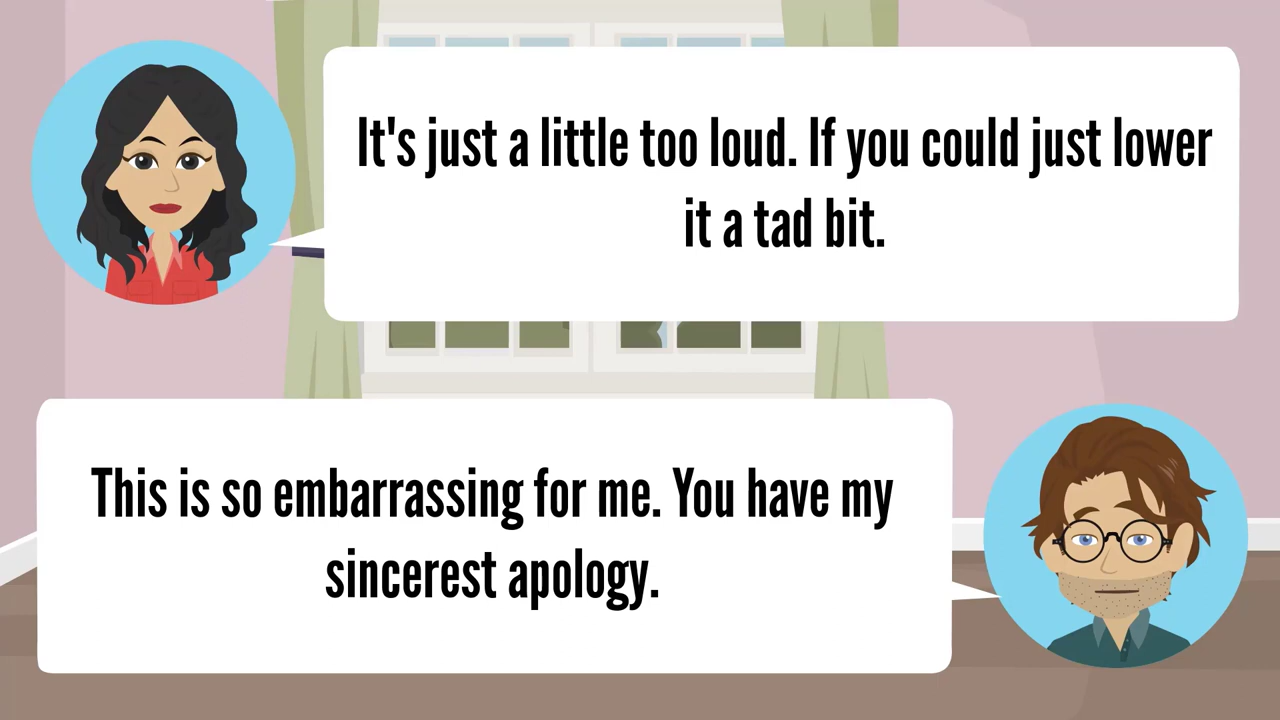 It's just a little too loud. If you could just lower
it a tad bit.
This is so embarrassing for me. You have my
sincerest apology.